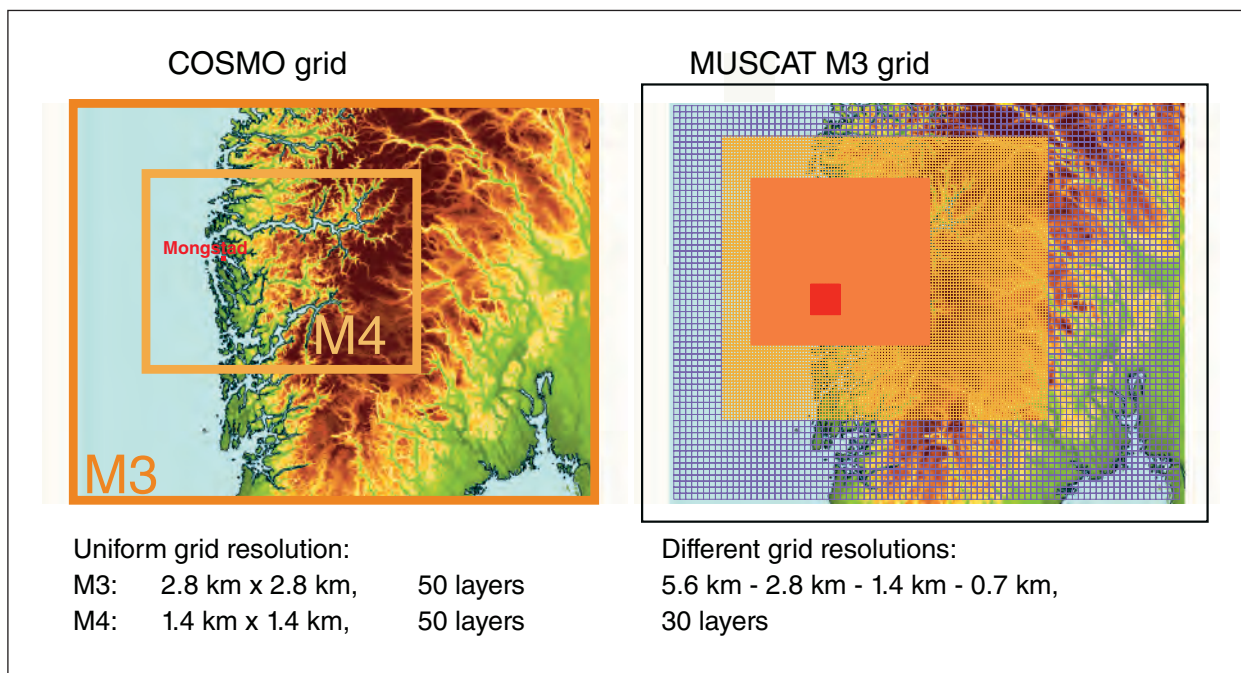 COSMO grid
MUSCAT M3 grid
Mongstad
M4
M3
Uniform grid resolution:
M3: 2.8 km x 2.8 km, 50 layers
M4: 1.4 km x 1.4 km, 50 layers
Different grid resolutions:
5.6 km - 2.8 km - 1.4 km - 0.7 km,
30 layers